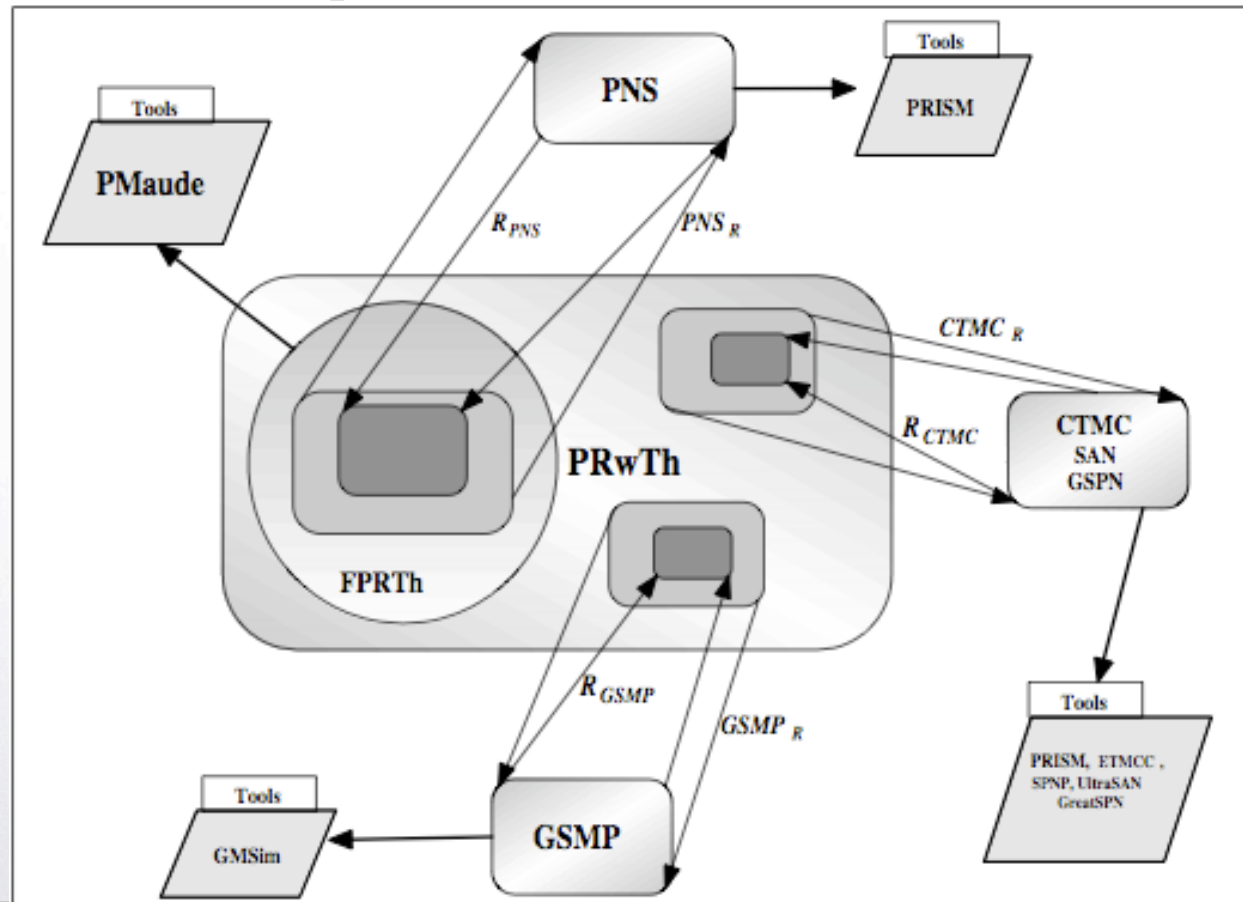 Tools
PRISM
PNS
Tools
PMaude
R PNS
PNS R
CTMC R
R CTMC
CTMC
SAN
GSPN
PRwTh
FPRTh
R GSMP
GSMP R
Tools
PRISM, ETMCC ,
SPNP, UltraSAN
GreatSPN
Tools
GMSim
GSMP